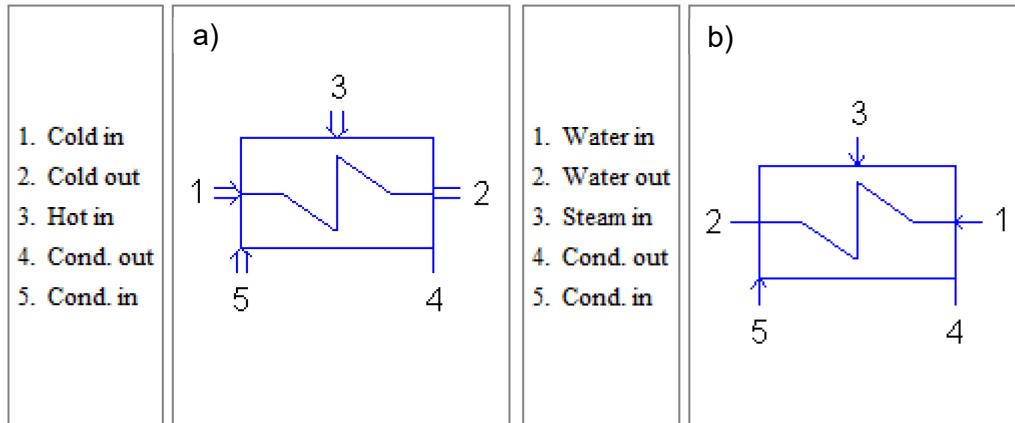 1. Cold in
2. Cold out
3. Hot in
4. Cond. out
5. Cond. in
a)
3
1
2
5
4
1. Water in
2. Water out
3. Steam in
4. Cond. out
5. Cond. in
b)
3
2
1
5
4